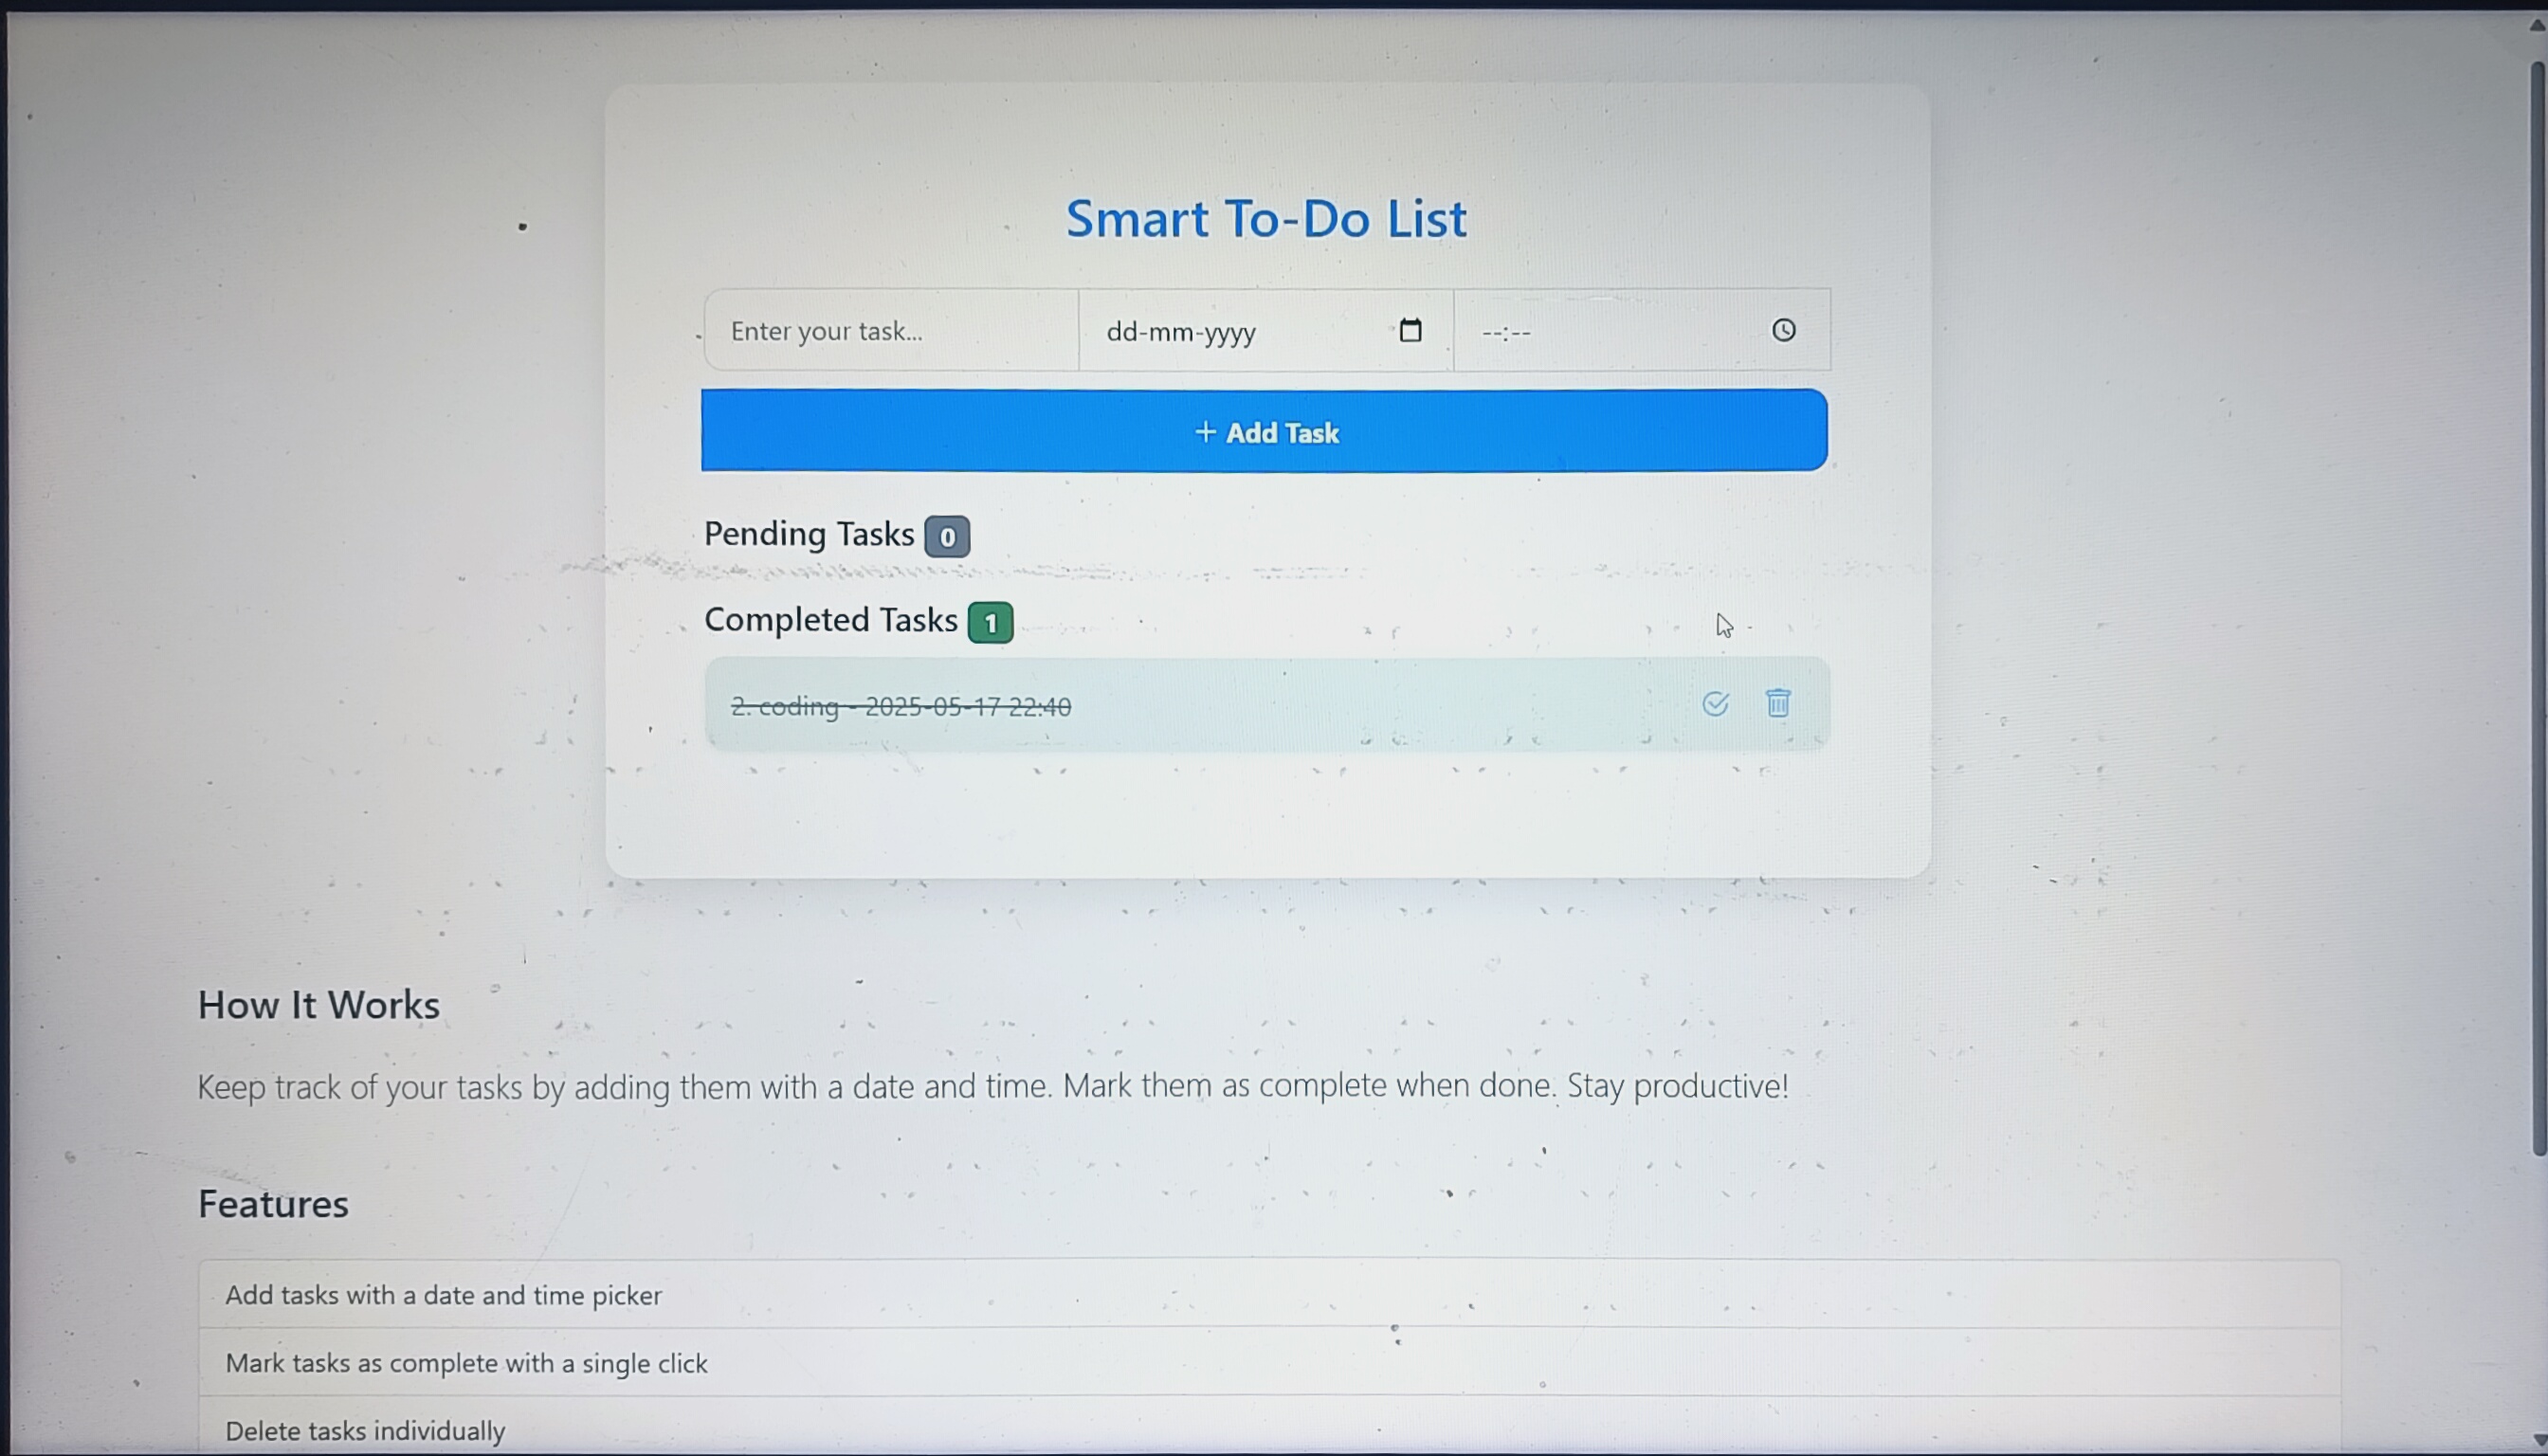 Smart To-Do List
Enter your task... dd-mm-yyyy --:--
+ Add Task
Pending Tasks 0
Completed Tasks 1
2. coding - 2025-05-17 22:40
How It Works
Keep track of your tasks by adding them with a date and time. Mark them as complete when done. Stay productive!
Features
Add tasks with a date and time picker
Mark tasks as complete with a single click
Delete tasks individually